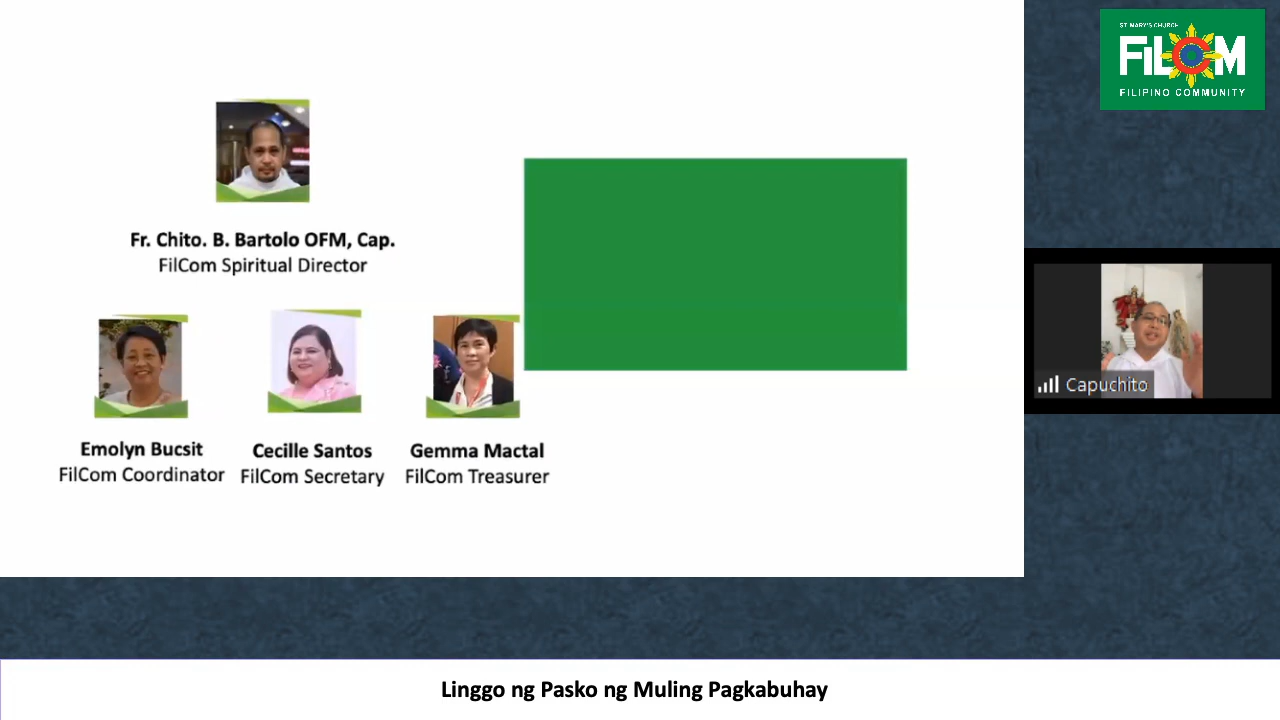 ST. MARY'S CHURCH
FILCOM
FILIPINO COMMUNITY
Fr. Chito. B. Bartolo OFM, Cap.
FilCom Spiritual Director
Emolyn Bucsit
FilCom Coordinator
Cecille Santos
FilCom Secretary
Gemma Mactal
FilCom Treasurer
Capuchito
Linggo ng Pasko ng Muling Pagkabuhay